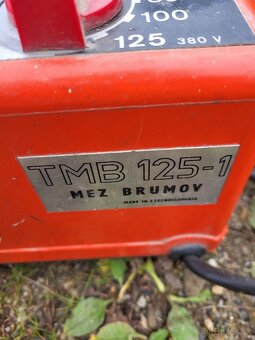 100
125 380 V
TMB 125-1
MEZ BRUMOV
MADE IN CZECHOSLOVAKIA